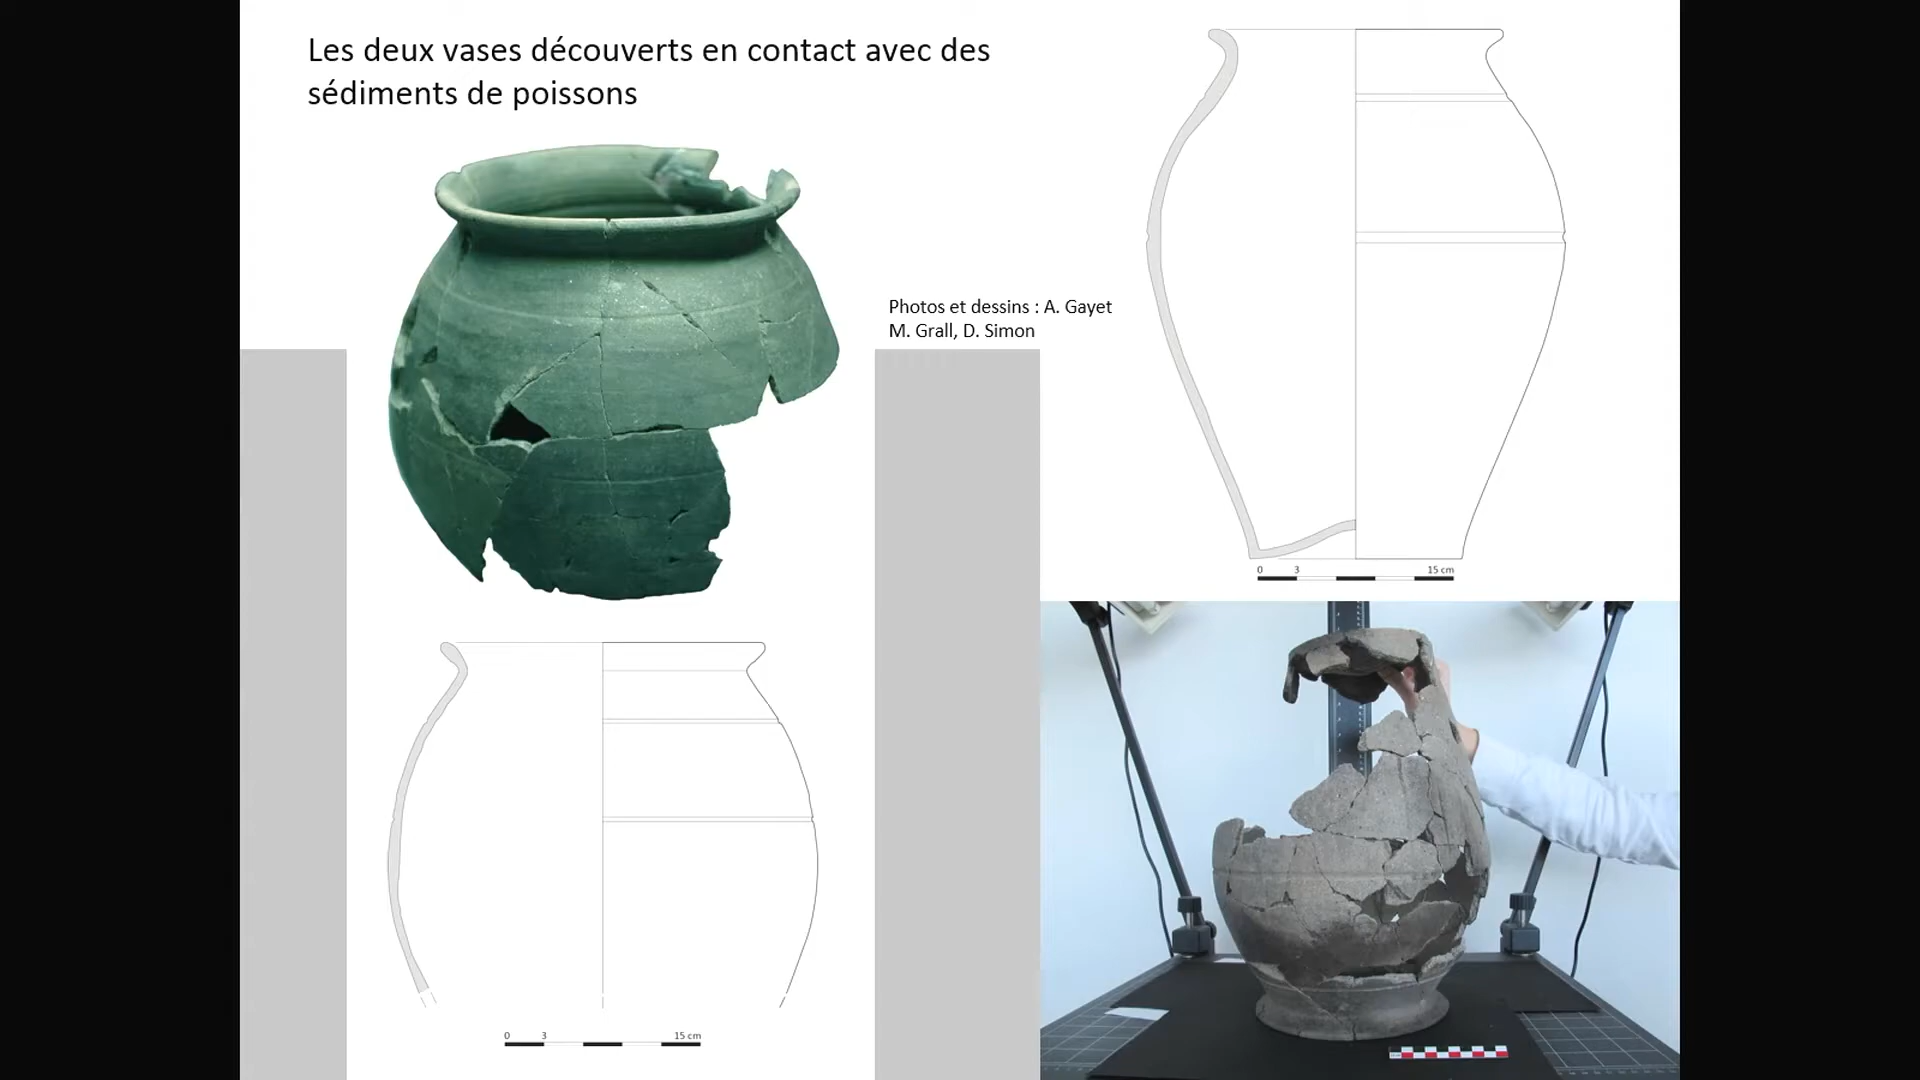 Les deux vases découverts en contact avec des
sédiments de poissons
Photos et dessins : A. Gayet
M. Grall, D. Simon
0 3 15 cm
0 3 15 cm